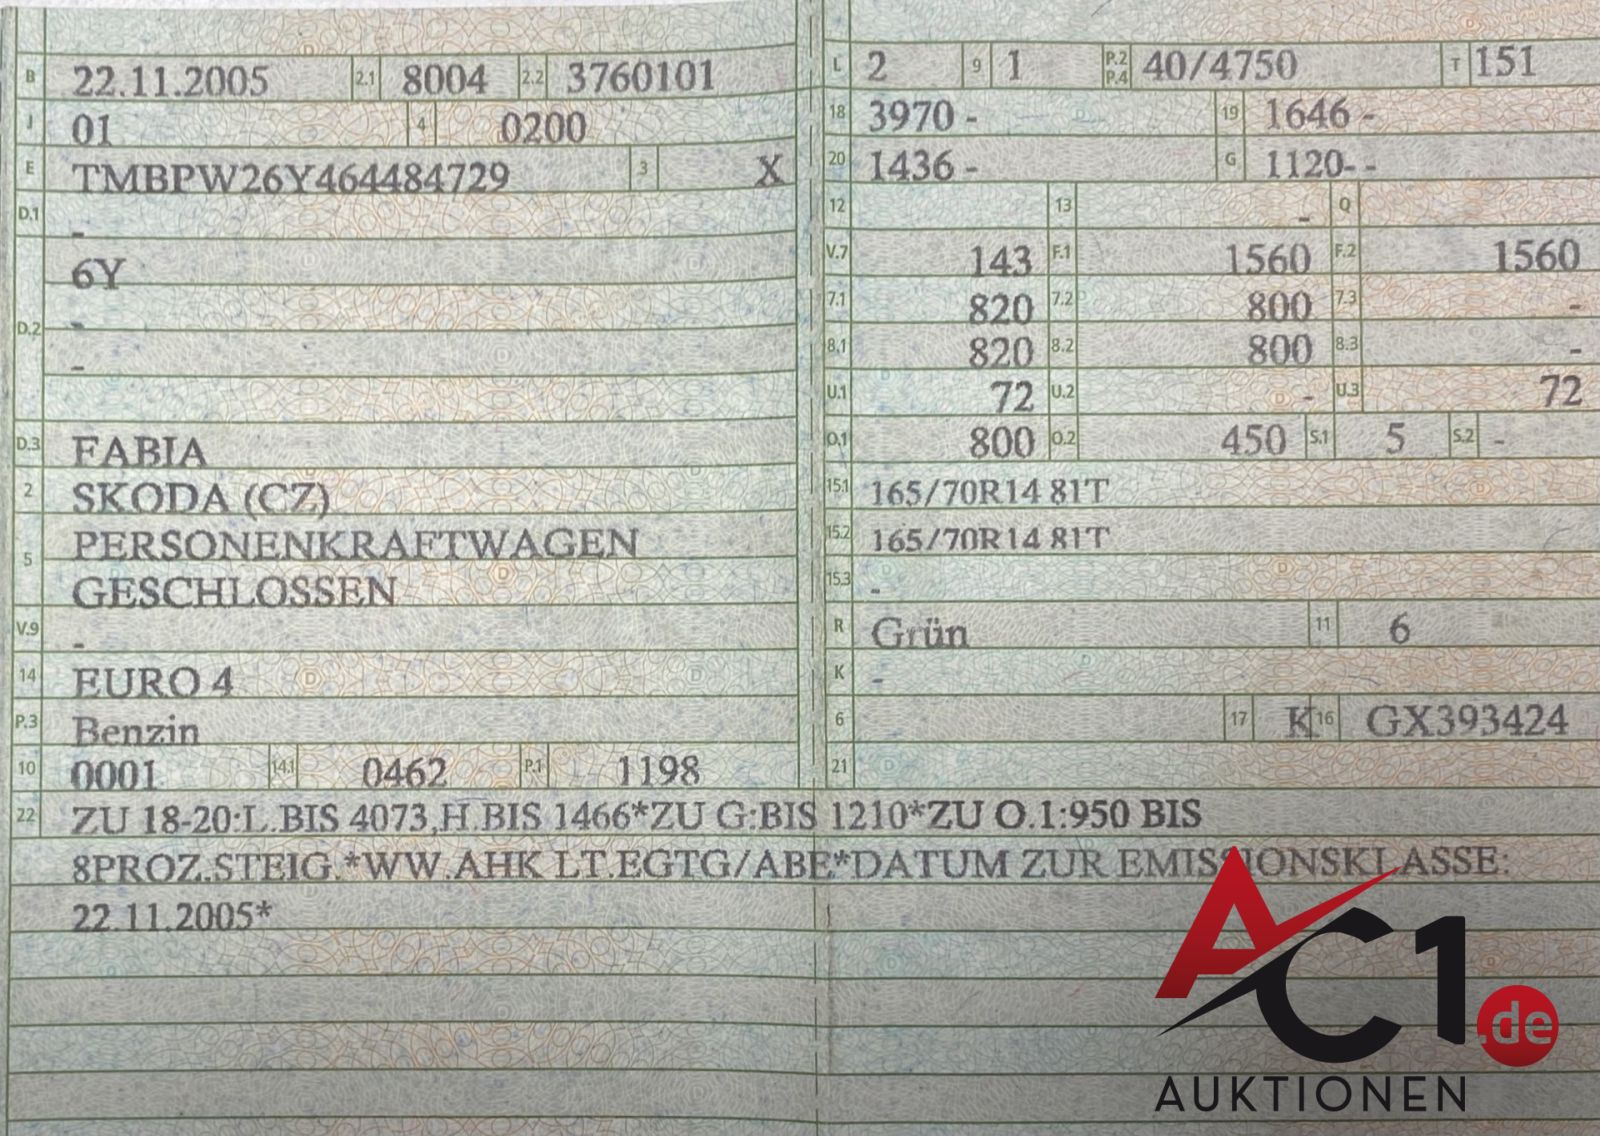 B 22.11.2005 2.1 8004 2.2 3760101
J 01 4 0200
E TMBPW26Y464484729 3 X
D.1 -
6Y
D.2 -
-
D.3 FABIA
2 SKODA (CZ)
5 PERSONENKRAFTWAGEN
GESCHLOSSEN
V.9 -
14 EURO 4
P.3 Benzin
10 0001 14.1 0462 P.1 1198
L 2 9 1 P.2 P.4 40/4750 T 151
18 3970 - 19 1646 -
20 1436 - G 1120- -
12 13 - Q
V.7 143 F.1 1560 F.2 1560
7.1 820 7.2 800 7.3 -
8.1 820 8.2 800 8.3 -
U.1 72 U.2 - U.3 72
O.1 800 O.2 450 S.1 5 S.2 -
15.1 165/70R14 81T
15.2 165/70R14 81T
15.3 -
R Grün 11 6
K -
6 17 K 16 GX393424
21
22 ZU 18-20:L.BIS 4073,H.BIS 1466*ZU G:BIS 1210*ZU O.1:950 BIS
8PROZ.STEIG.*WW.AHK LT.EGTG/ABE*DATUM ZUR EMISSIONSKLASSE:
22.11.2005*
AC1.de
AUKTIONEN